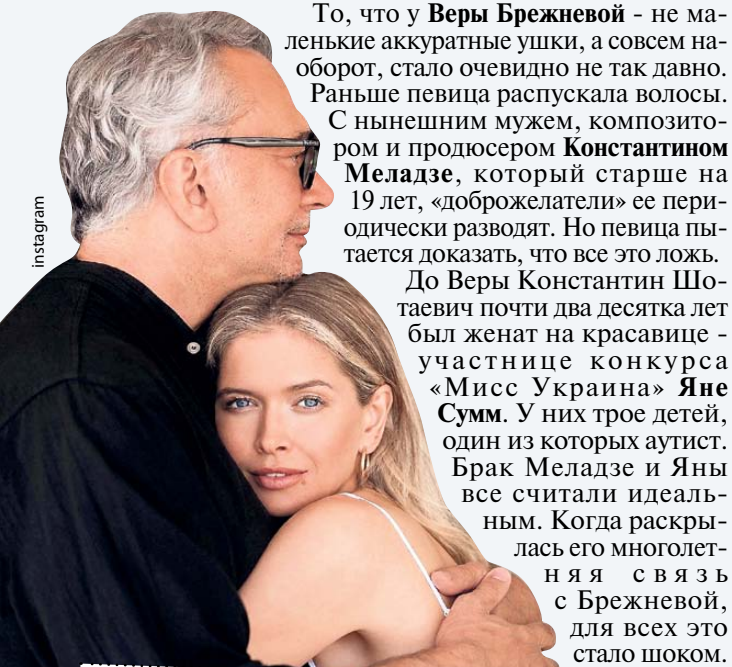 То, что у Веры Брежневой - не ма-
ленькие аккуратные ушки, а совсем на-
оборот, стало очевидно не так давно.
Раньше певица распускала волосы.
С нынешним мужем, композито-
ром и продюсером Константином
Меладзе, который старше на
19 лет, «доброжелатели» ее пери-
одически разводят. Но певица пы-
тается доказать, что все это ложь.
До Веры Константин Шо-
таевич почти два десятка лет
был женат на красавице -
участнице конкурса
«Мисс Украина» Яне
Сумм. У них трое детей,
один из которых аутист.
Брак Меладзе и Яны
все считали идеаль-
ным. Когда раскры-
лась его многолет-
няя связь
с Брежневой,
для всех это
стало шоком.
instagram